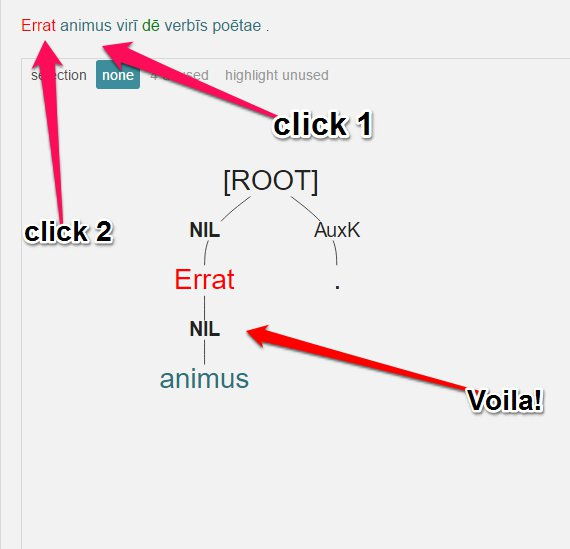 Errat animus virī dē verbīs poētae .
selection none 4 unused highlight unused
click 1
[ROOT]
click 2
NIL AuxK
Errat .
NIL
animus
Voila!